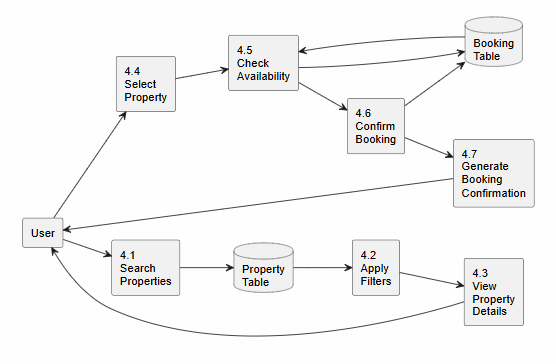 4.5
Check
Availability
Booking
Table
4.4
Select
Property
4.6
Confirm
Booking
4.7
Generate
Booking
Confirmation
User
4.1
Search
Properties
Property
Table
4.2
Apply
Filters
4.3
View
Property
Details